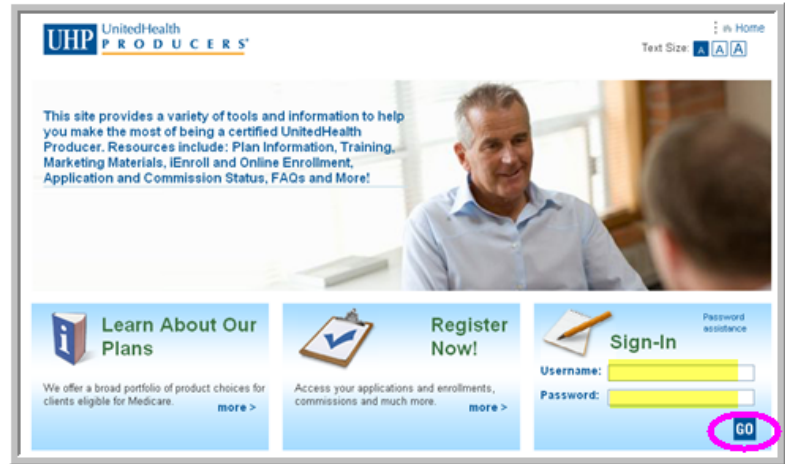 UHP UnitedHealth
PRODUCERS®
Home
Text Size: A A A
This site provides a variety of tools and information to help
you make the most of being a certified UnitedHealth
Producer. Resources include: Plan Information, Training,
Marketing Materials, iEnroll and Online Enrollment,
Application and Commission Status, FAQs and More!
Learn About Our
Plans
We offer a broad portfolio of product choices for
clients eligible for Medicare.
more >
Register
Now!
Access your applications and enrollments,
commissions and much more.
more >
Password
assistance
Sign-In
Username:
Password:
GO